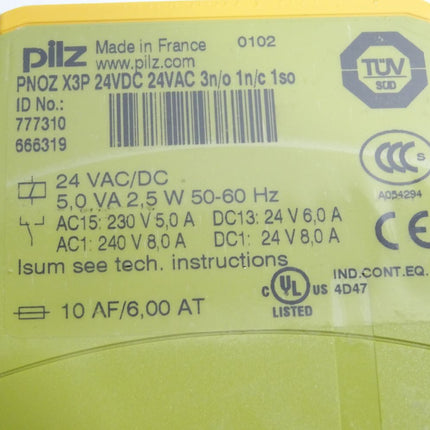 pilz Made in France 0102
www.pilz.com
PNOZ X3P 24VDC 24VAC 3n/o 1n/c 1so
ID No.:
777310
666319
TÜV
SÜD
CCC S
A054294
24 VAC/DC
5,0 VA 2,5 W 50-60 Hz
AC15: 230 V 5,0 A DC13: 24 V 6,0 A
AC1: 240 V 8,0 A DC1: 24 V 8,0 A
Isum see tech. instructions
10 AF/6,00 AT
C UL US
LISTED
IND.CONT.EQ.
4D47